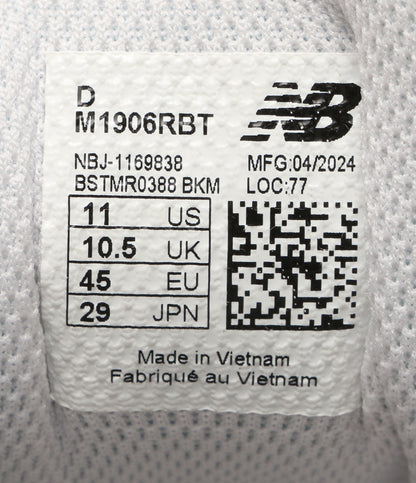 D
M1906RBT
NB
NBJ-1169838 MFG:04/2024
BSTMR0388 BKM LOC:77
11 US
10.5 UK
45 EU
29 JPN
Made in Vietnam
Fabriqué au Vietnam